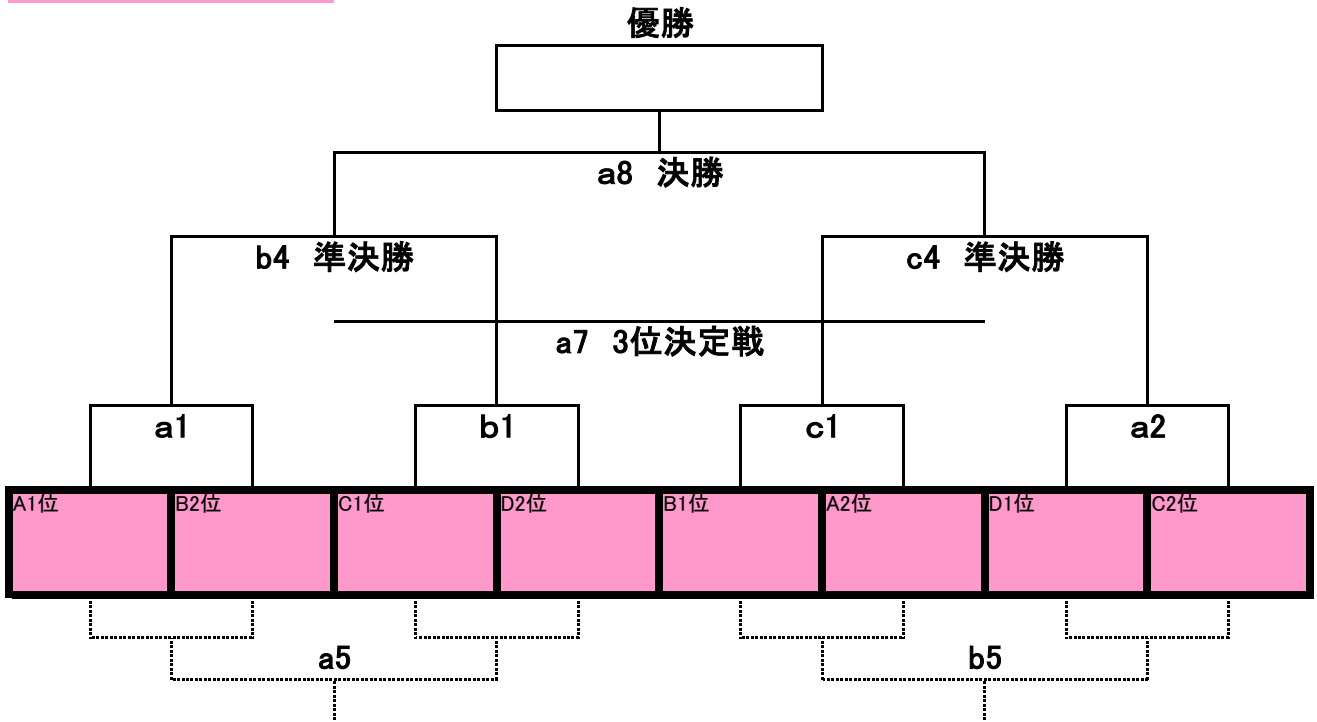 優勝
a8 決勝
b4 準決勝
c4 準決勝
a7 3位決定戦
a1
b1
c1
a2
A1位
B2位
C1位
D2位
B1位
A2位
D1位
C2位
a5
b5